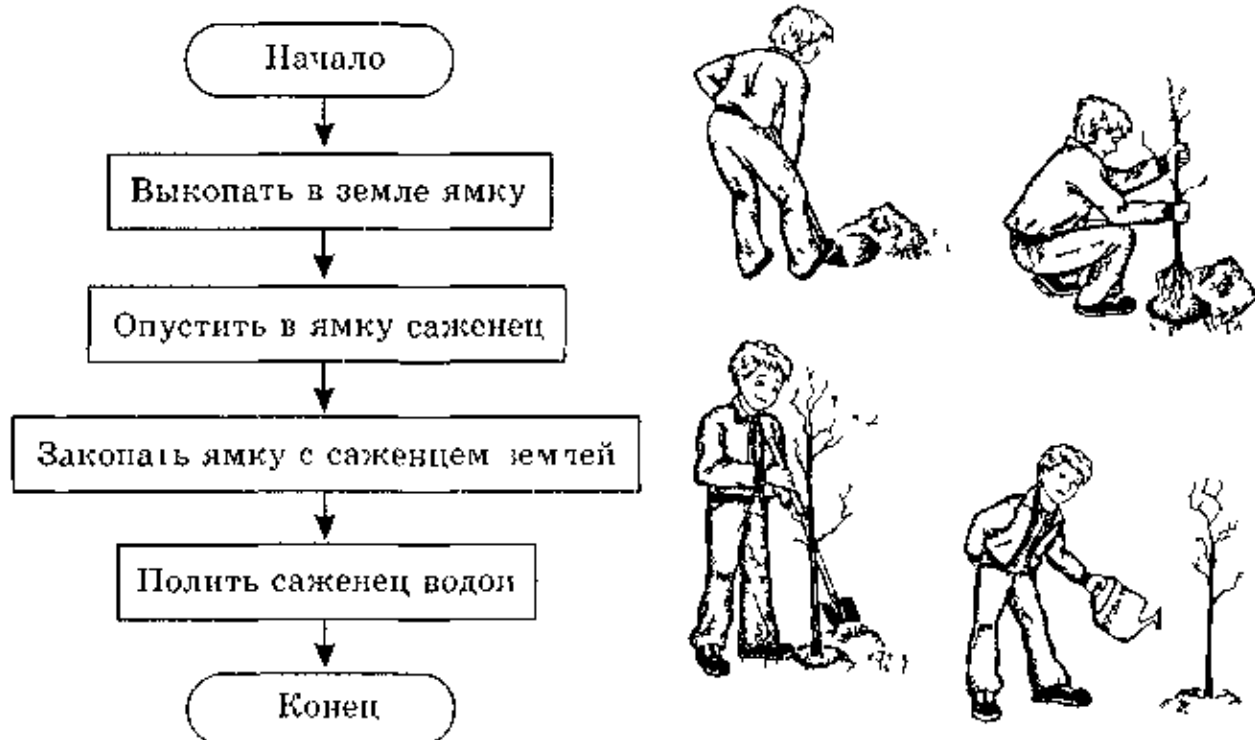 Начало
Выкопать в земле ямку
Опустить в ямку саженец
Закопать ямку с саженцем землей
Полить саженец водой
Конец